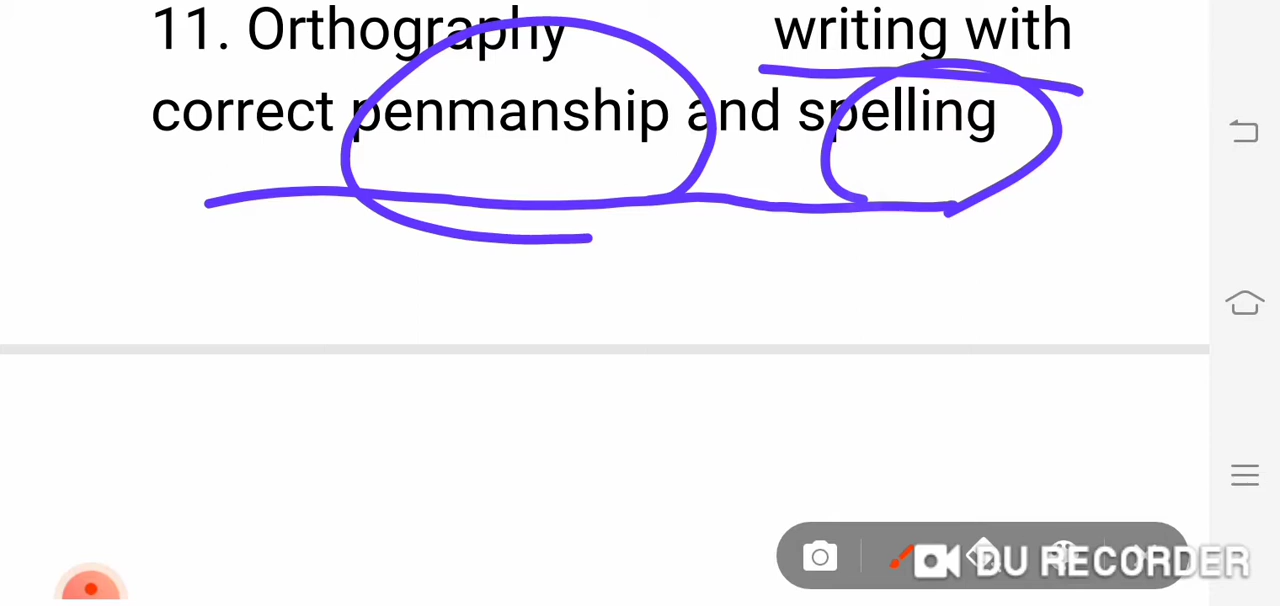 11. Orthography writing with
correct penmanship and spelling
DU RECORDER